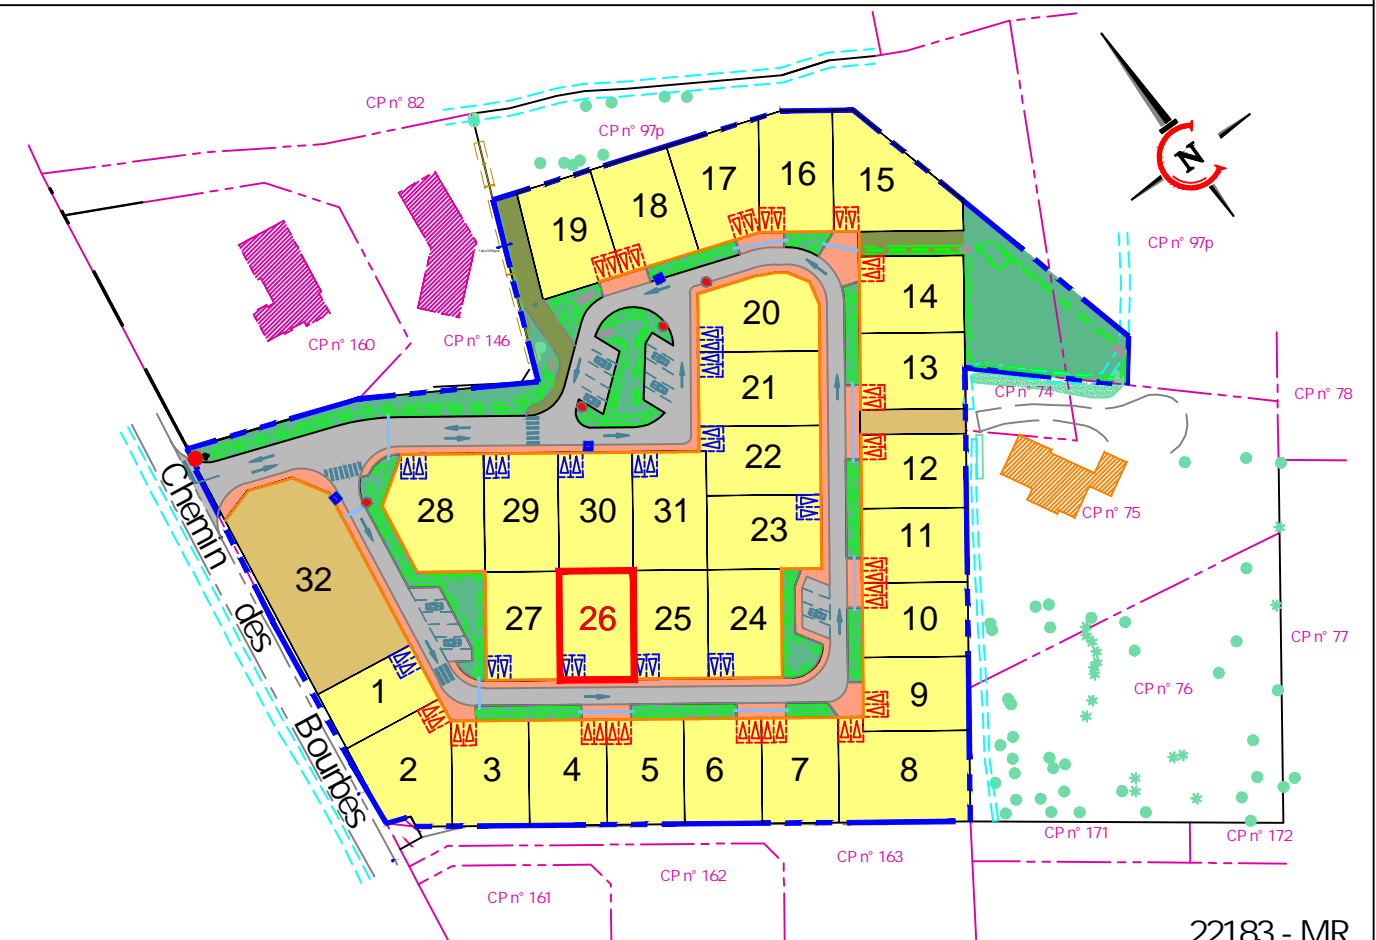 CP n° 82
CP n° 97p
N
17
16
15
18
19
CP n° 97p
14
20
CP n° 160
CP n° 146
13
21
CP n° 74
CP n° 78
22
12
28
29
30
31
CP n° 75
23
11
Chemin
des
Bourbes
32
27
26
25
24
10
CP n° 77
1
9
CP n° 76
2
3
4
5
6
7
8
CP n° 171
CP n° 172
CP n° 163
CP n° 162
CP n° 161
22183 - MR